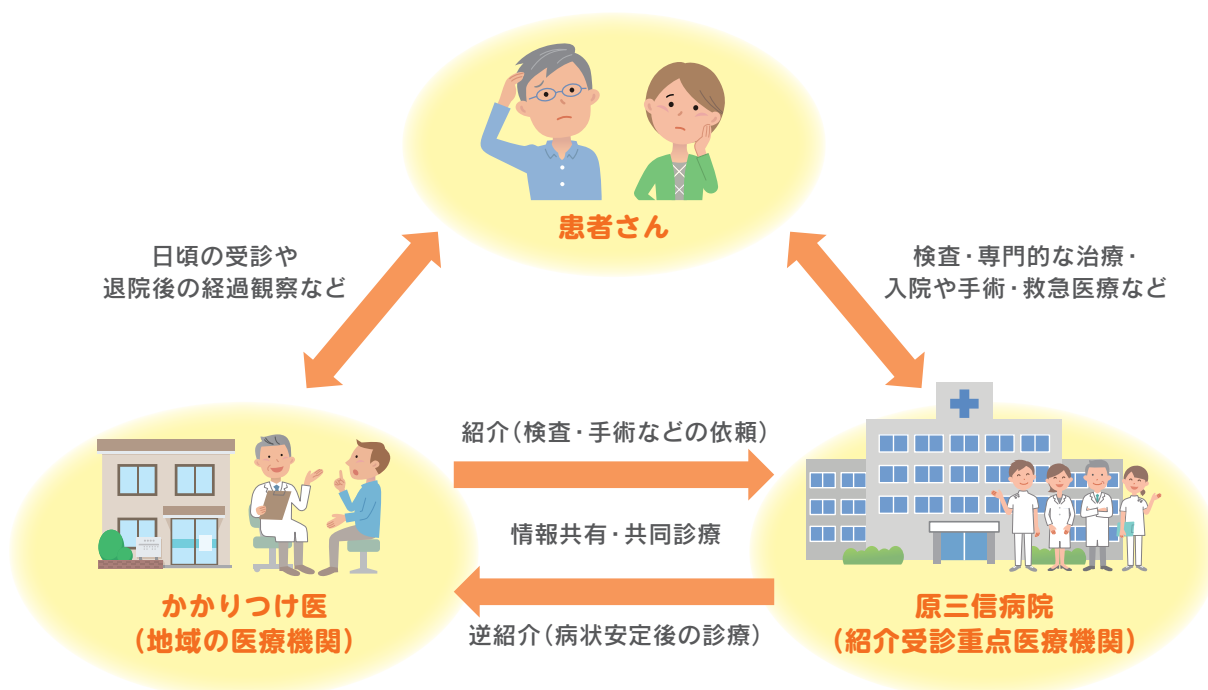 患者さん
日頃の受診や
退院後の経過観察など
検査・専門的な治療・
入院や手術・救急医療など
紹介(検査・手術などの依頼)
情報共有・共同診療
逆紹介(病状安定後の診療)
かかりつけ医
(地域の医療機関)
原三信病院
(紹介受診重点医療機関)